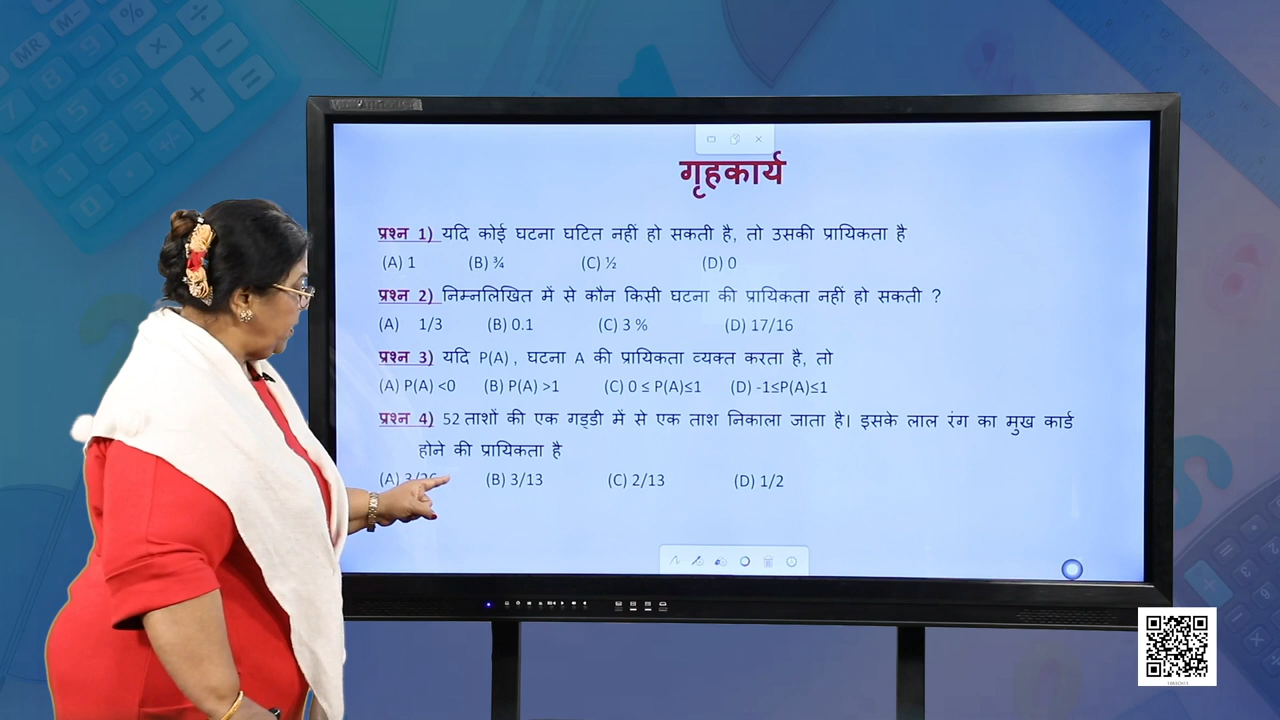 गृहकार्य
प्रश्न 1) यदि कोई घटना घटित नहीं हो सकती है, तो उसकी प्रायिकता है
(A) 1 (B) ¾ (C) ½ (D) 0
प्रश्न 2) निम्नलिखित में से कौन किसी घटना की प्रायिकता नहीं हो सकती ?
(A) 1/3 (B) 0.1 (C) 3 % (D) 17/16
प्रश्न 3) यदि P(A) , घटना A की प्रायिकता व्यक्त करता है, तो
(A) P(A) <0 (B) P(A) >1 (C) 0 ≤ P(A)≤1 (D) -1≤P(A)≤1
प्रश्न 4) 52 ताशों की एक गड्डी में से एक ताश निकाला जाता है। इसके लाल रंग का मुख कार्ड
होने की प्रायिकता है
(A) 3/26 (B) 3/13 (C) 2/13 (D) 1/2